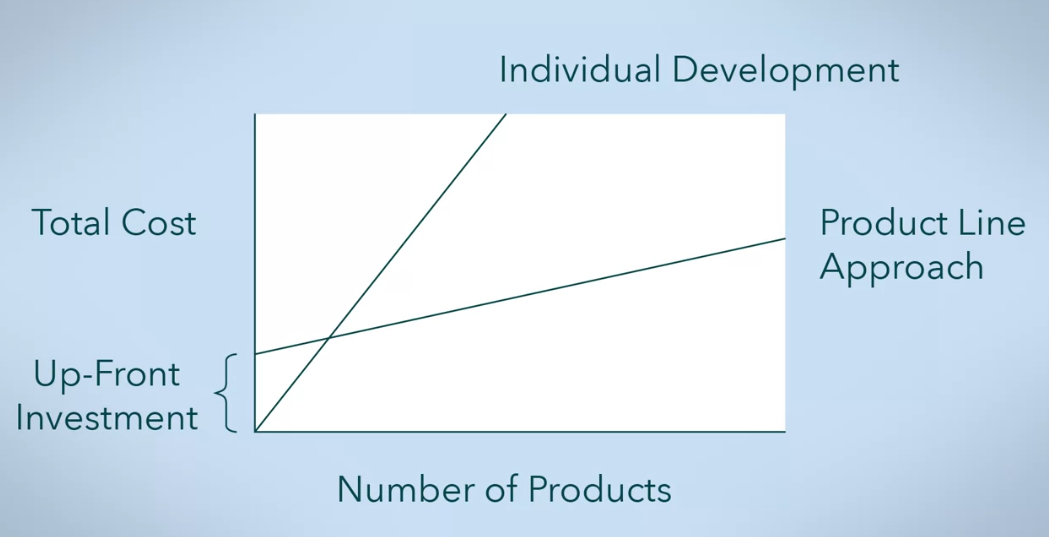 Individual Development
Total Cost
Product Line
Approach
Up-Front
Investment
Number of Products